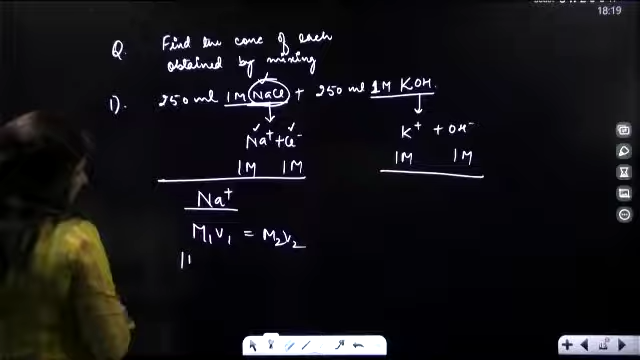 18:19
Q. Find the conc of each
obtained by mixing
1). 250 ml 1M NaCl + 250 ml 1M KOH
Na⁺ + Cl⁻ K⁺ + OH⁻
1M 1M 1M 1M
Na⁺
M₁V₁ = M₂V₂